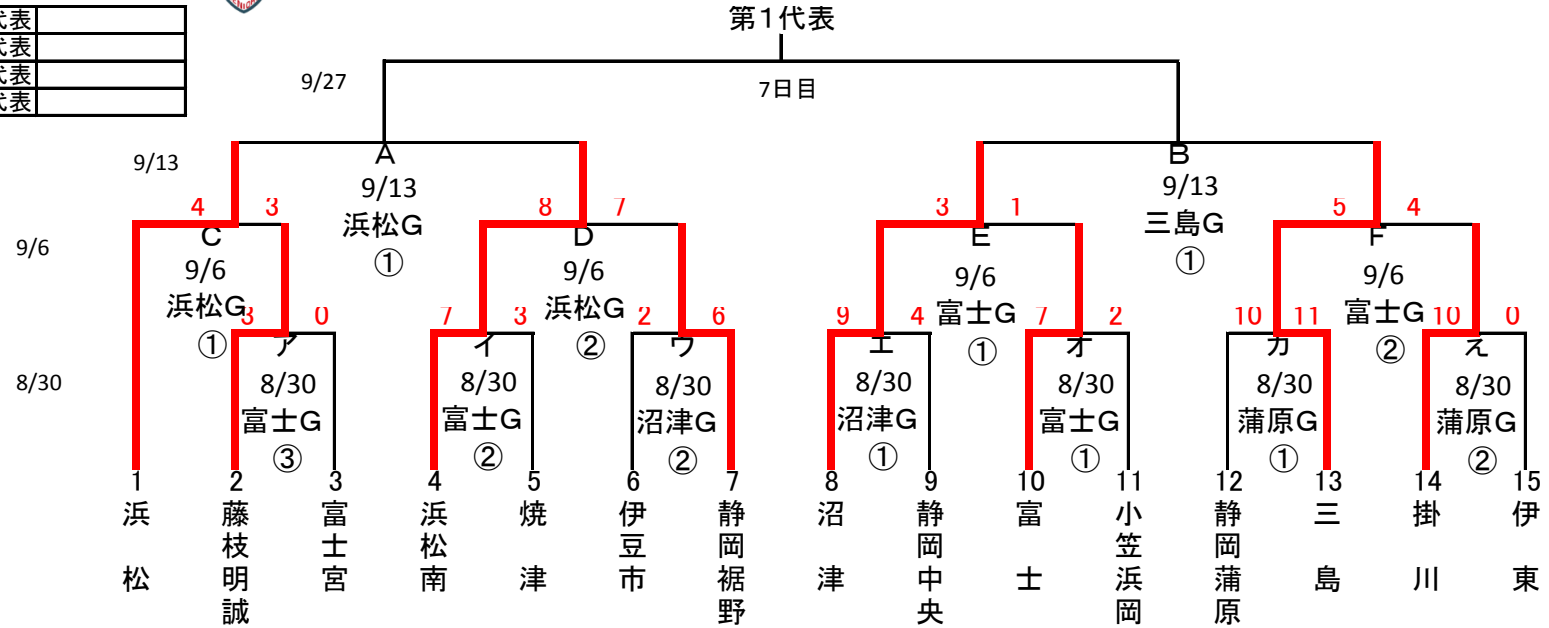 第1代表
代表
代表
代表
代表
9/27
7日目
9/13
A
9/13
浜松G
①
B
9/13
三島G
①
9/6
4 3
C
9/6
浜松G
①
8 7
D
9/6
浜松G
②
3 1
E
9/6
富士G
①
5 4
F
9/6
富士G
②
8/30
3 0
ア
8/30
富士G
③
7 3
イ
8/30
富士G
②
2 6
ウ
8/30
沼津G
②
9 4
エ
8/30
沼津G
①
7 2
オ
8/30
富士G
①
10 11
カ
8/30
蒲原G
①
10 0
え
8/30
蒲原G
②
1 浜松
2 藤枝明誠
3 富士宮
4 浜松南
5 焼津
6 伊豆市
7 静岡裾野
8 沼津
9 静岡中央
10 富士
11 小笠浜岡
12 静岡蒲原
13 三島
14 掛川
15 伊東